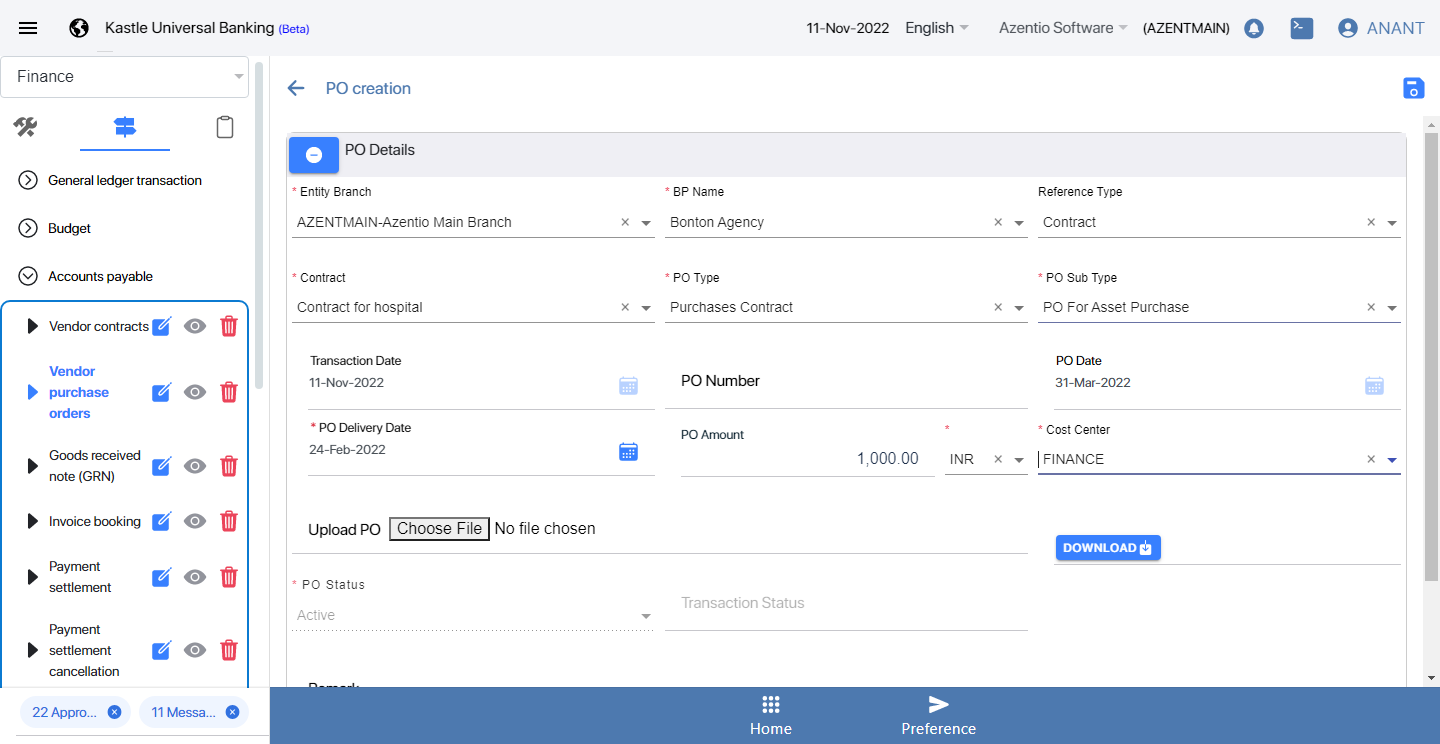 Kastle Universal Banking (Beta)
11-Nov-2022 English Azentio Software (AZENTMAIN) ANANT
Finance
General ledger transaction
Budget
Accounts payable
Vendor contracts
Vendor
purchase
orders
Goods received
note (GRN)
Invoice booking
Payment
settlement
Payment
settlement
cancellation
22 Appro...
11 Messa...
PO creation
PO Details
* Entity Branch
AZENTMAIN-Azentio Main Branch
* BP Name
Bonton Agency
Reference Type
Contract
* Contract
Contract for hospital
* PO Type
Purchases Contract
* PO Sub Type
PO For Asset Purchase
Transaction Date
11-Nov-2022
PO Number
PO Date
31-Mar-2022
* PO Delivery Date
24-Feb-2022
PO Amount
1,000.00
*
INR
* Cost Center
FINANCE
Upload PO Choose File No file chosen
DOWNLOAD
* PO Status
Active
Transaction Status
Remark
Home
Preference